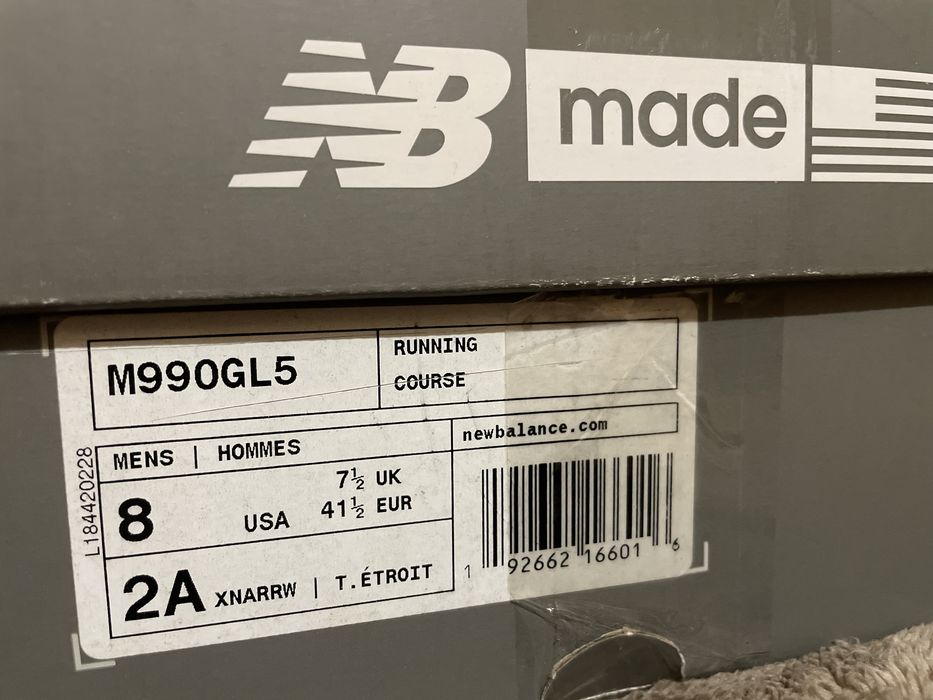 NB made
M990GL5
RUNNING
COURSE
newbalance.com
MENS | HOMMES
8 USA 7½ UK
41½ EUR
2A XNARRW | T.ÉTROIT
L184420228
1 92662 16601 6